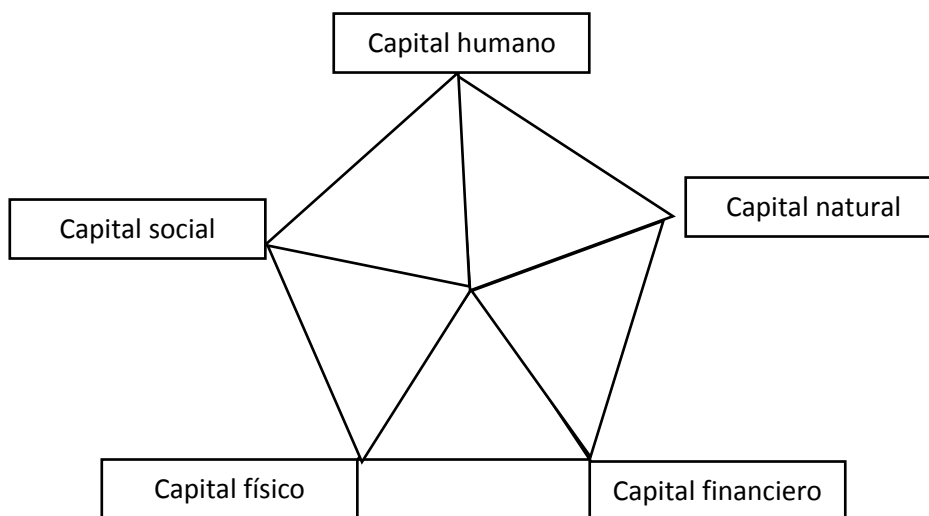 Capital humano
Capital natural
Capital social
Capital físico
Capital financiero